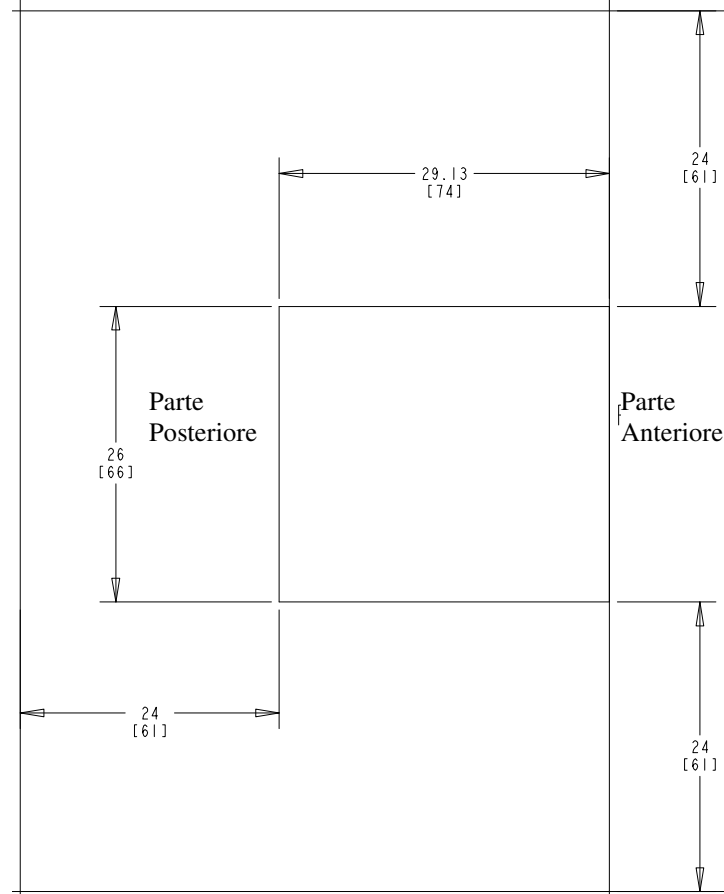 24
[61]
29.13
[74]
Parte
Posteriore
Parte
Anteriore
26
[66]
24
[61]
24
[61]